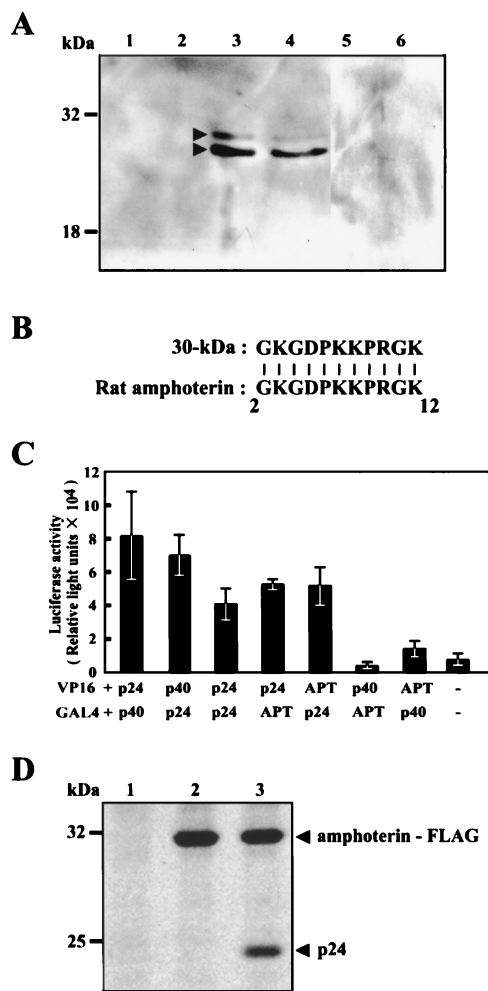 A
kDa 1 2 3 4 5 6
32
18
B
30-kDa : GKGDPKKPRGK
Rat amphoterin : GKGDPKKPRGK
2 12
C
Luciferase activity
( Relative light units × 10⁴)
12
10
8
6
4
2
0
VP16 + p24 p40 p24 p24 APT p40 APT -
GAL4 + p40 p24 p24 APT p24 APT p40 -
D
kDa 1 2 3
32 amphoterin - FLAG
25 p24